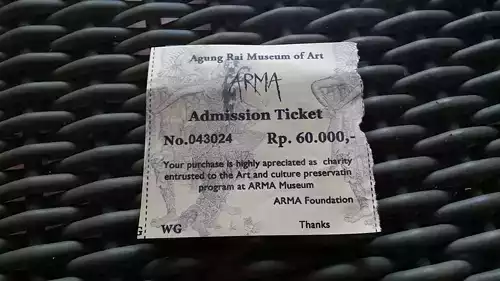 Agung Rai Museum of Art
ARMA
Admission Ticket
No.043024 Rp. 60.000,-
Your purchase is highly apreciated as charity
entrusted to the Art and culture preservatin
program at ARMA Museum
ARMA Foundation
G WG Thanks